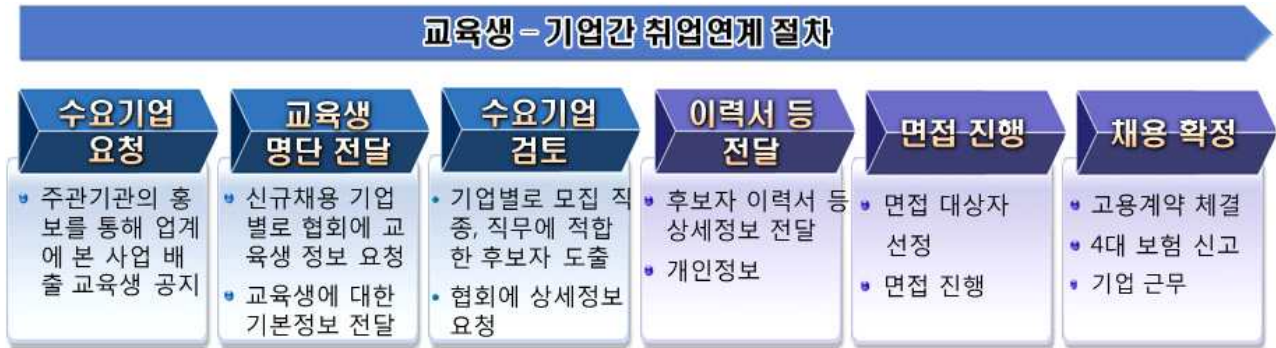 교육생 – 기업간 취업연계 절차
수요기업
요청
주관기관의 홍
보를 통해 업계
에 본 사업 배
출 교육생 공지
교육생
명단 전달
신규채용 기업
별로 협회에 교
육생 정보 요청
교육생에 대한
기본정보 전달
수요기업
검토
기업별로 모집 직
종, 직무에 적합
한 후보자 도출
협회에 상세정보
요청
이력서 등
전달
후보자 이력서 등
상세정보 전달
개인정보
면접 진행
면접 대상자
선정
면접 진행
채용 확정
고용계약 체결
4대 보험 신고
기업 근무